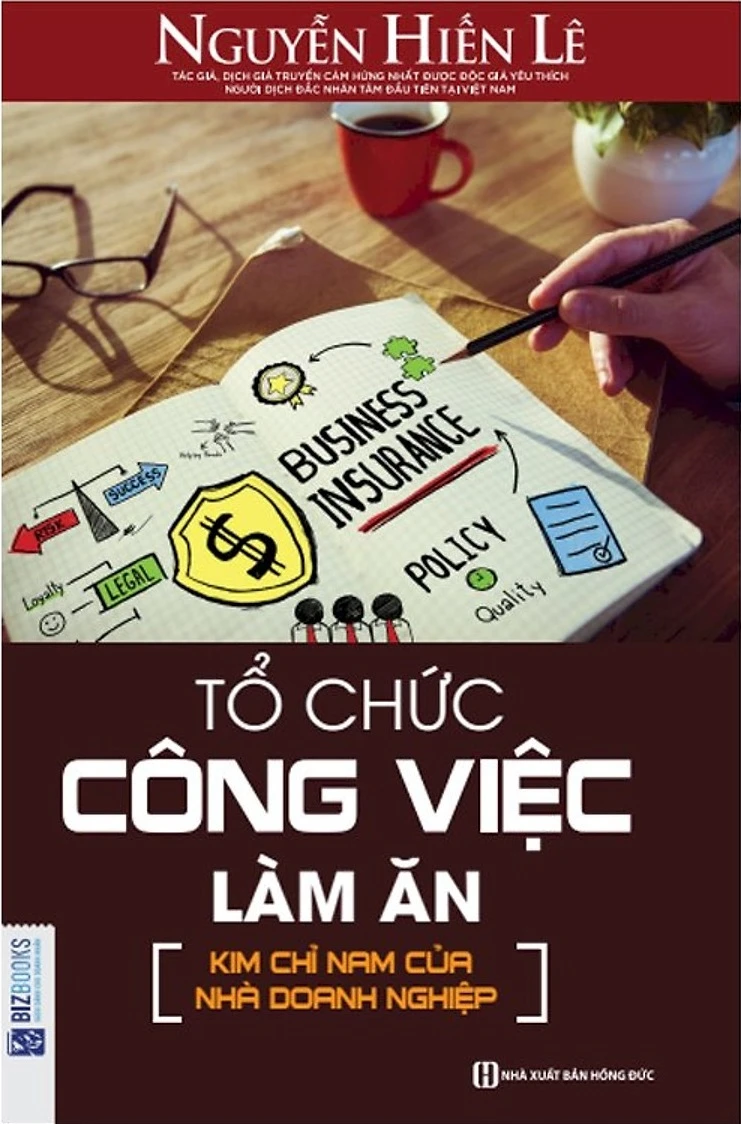 NGUYỄN HIẾN LÊ
TÁC GIẢ, DỊCH GIẢ TRUYỀN CẢM HỨNG NHẤT ĐƯỢC ĐỘC GIẢ YÊU THÍCH
NGƯỜI DỊCH ĐẮC NHÂN TÂM ĐẦU TIÊN TẠI VIỆT NAM
BUSINESS
INSURANCE
Helping Hands
SUCCESS
RISK
$
LEGAL
Loyalty
POLICY
Quality
TỔ CHỨC
CÔNG VIỆC
LÀM ĂN
KIM CHỈ NAM CỦA
NHÀ DOANH NGHIỆP
BIZBOOKS
NHÀ XUẤT BẢN HỒNG ĐỨC